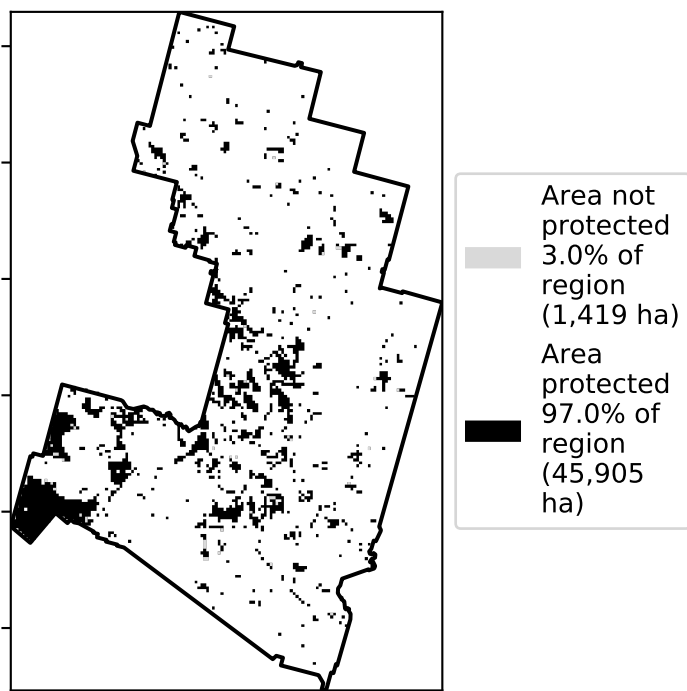 Area not
protected
3.0% of
region
(1,419 ha)
Area
protected
97.0% of
region
(45,905
ha)